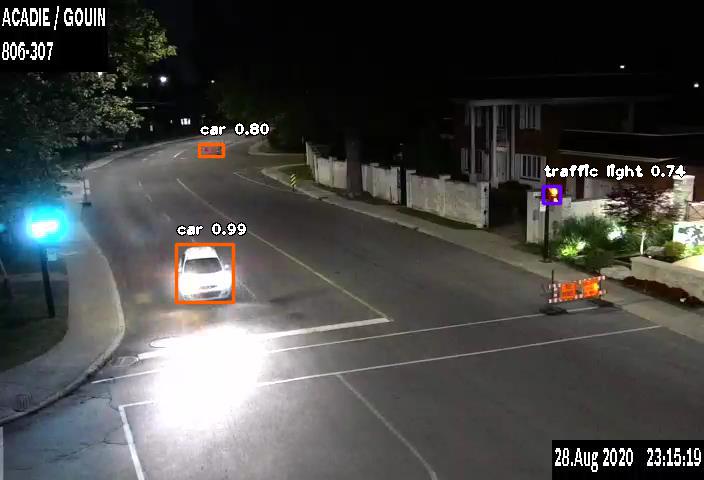 ACADIE / GOUIN
806-307
car 0.80
traffic light 0.74
car 0.99
28.Aug 2020 23:15:19